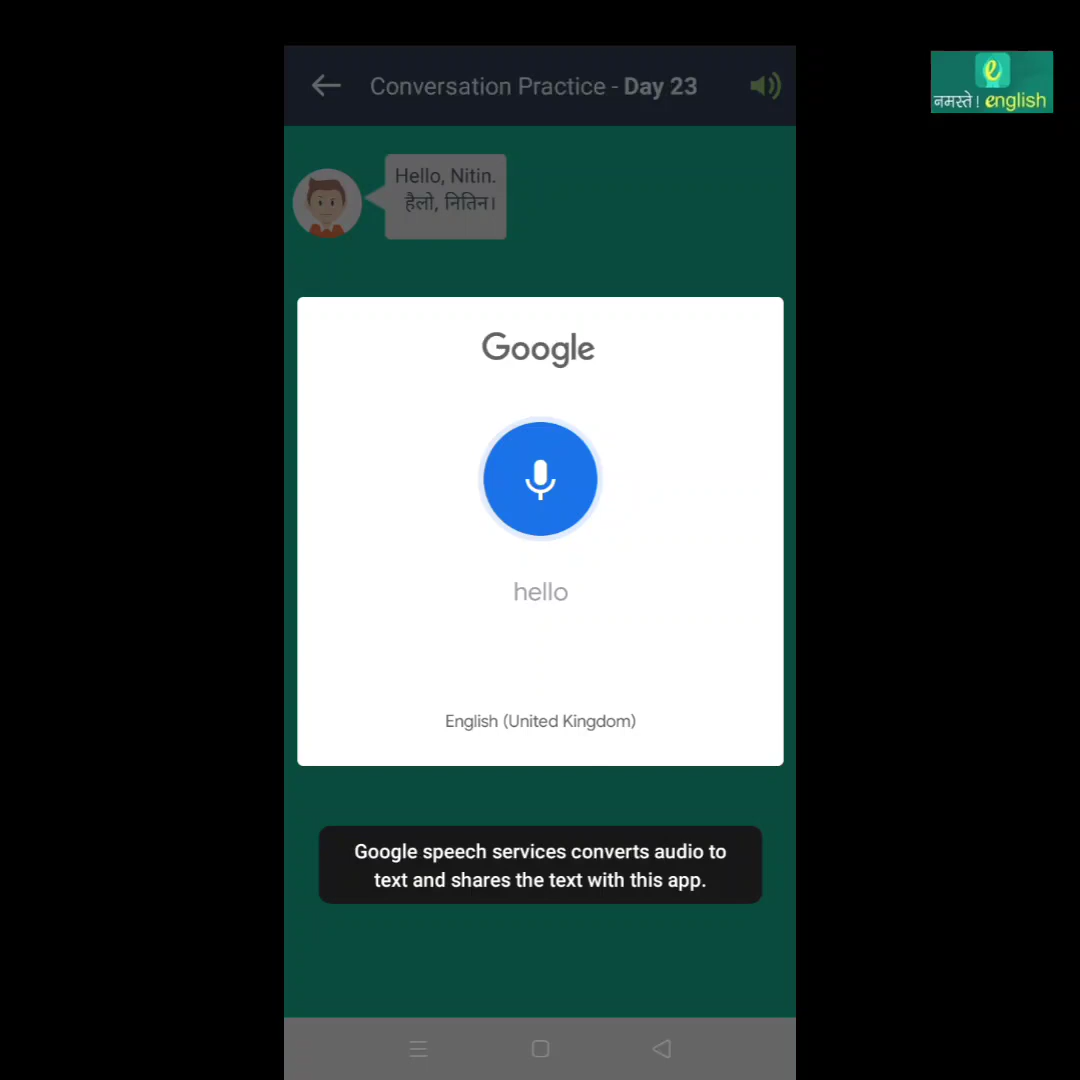 Conversation Practice - Day 23
नमस्ते! english
Hello, Nitin.
हैलो, नितिन।
Google
hello
English (United Kingdom)
Google speech services converts audio to
text and shares the text with this app.